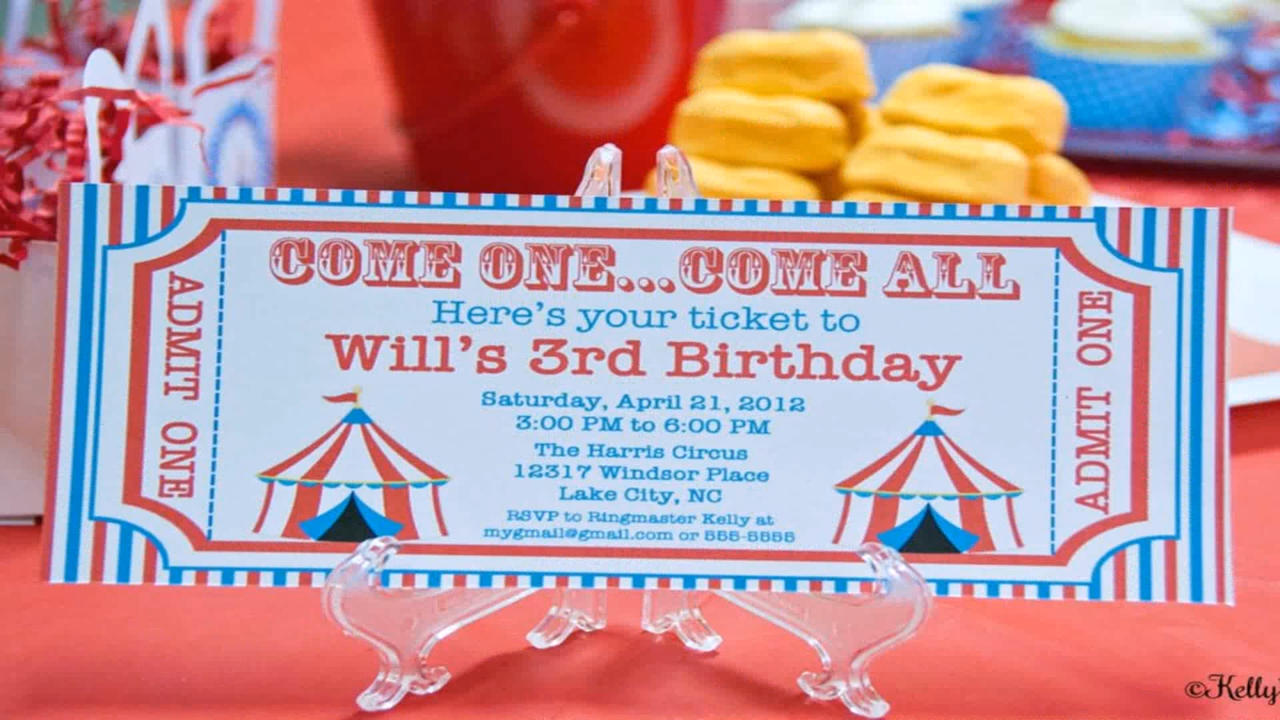 COME ONE...COME ALL
Here's your ticket to
Will's 3rd Birthday
Saturday, April 21, 2012
3:00 PM to 6:00 PM
The Harris Circus
12317 Windsor Place
Lake City, NC
RSVP to Ringmaster Kelly at
mygmail@gmail.com or 555-5555
ADMIT ONE
ADMIT ONE
©Kelly